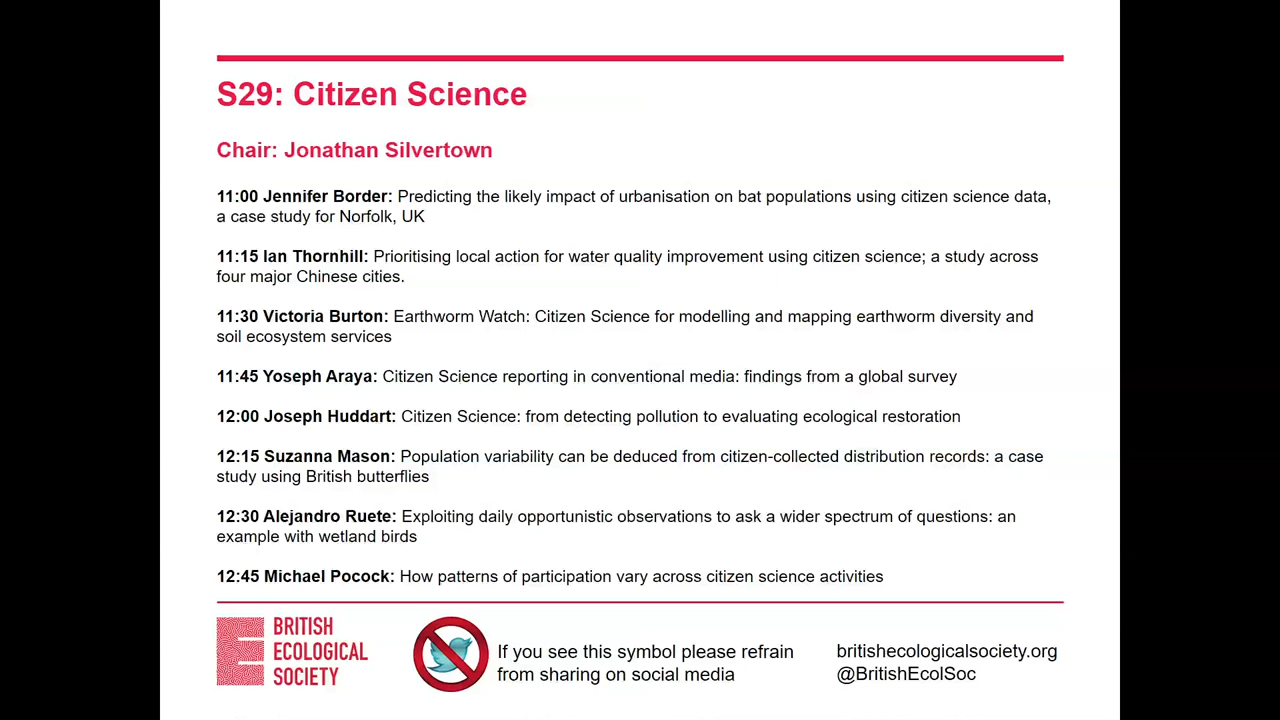 S29: Citizen Science
Chair: Jonathan Silvertown
11:00 Jennifer Border: Predicting the likely impact of urbanisation on bat populations using citizen science data,
a case study for Norfolk, UK
11:15 Ian Thornhill: Prioritising local action for water quality improvement using citizen science; a study across
four major Chinese cities.
11:30 Victoria Burton: Earthworm Watch: Citizen Science for modelling and mapping earthworm diversity and
soil ecosystem services
11:45 Yoseph Araya: Citizen Science reporting in conventional media: findings from a global survey
12:00 Joseph Huddart: Citizen Science: from detecting pollution to evaluating ecological restoration
12:15 Suzanna Mason: Population variability can be deduced from citizen-collected distribution records: a case
study using British butterflies
12:30 Alejandro Ruete: Exploiting daily opportunistic observations to ask a wider spectrum of questions: an
example with wetland birds
12:45 Michael Pocock: How patterns of participation vary across citizen science activities
BRITISH
ECOLOGICAL
SOCIETY
If you see this symbol please refrain
from sharing on social media
britishecologicalsociety.org
@BritishEcolSoc